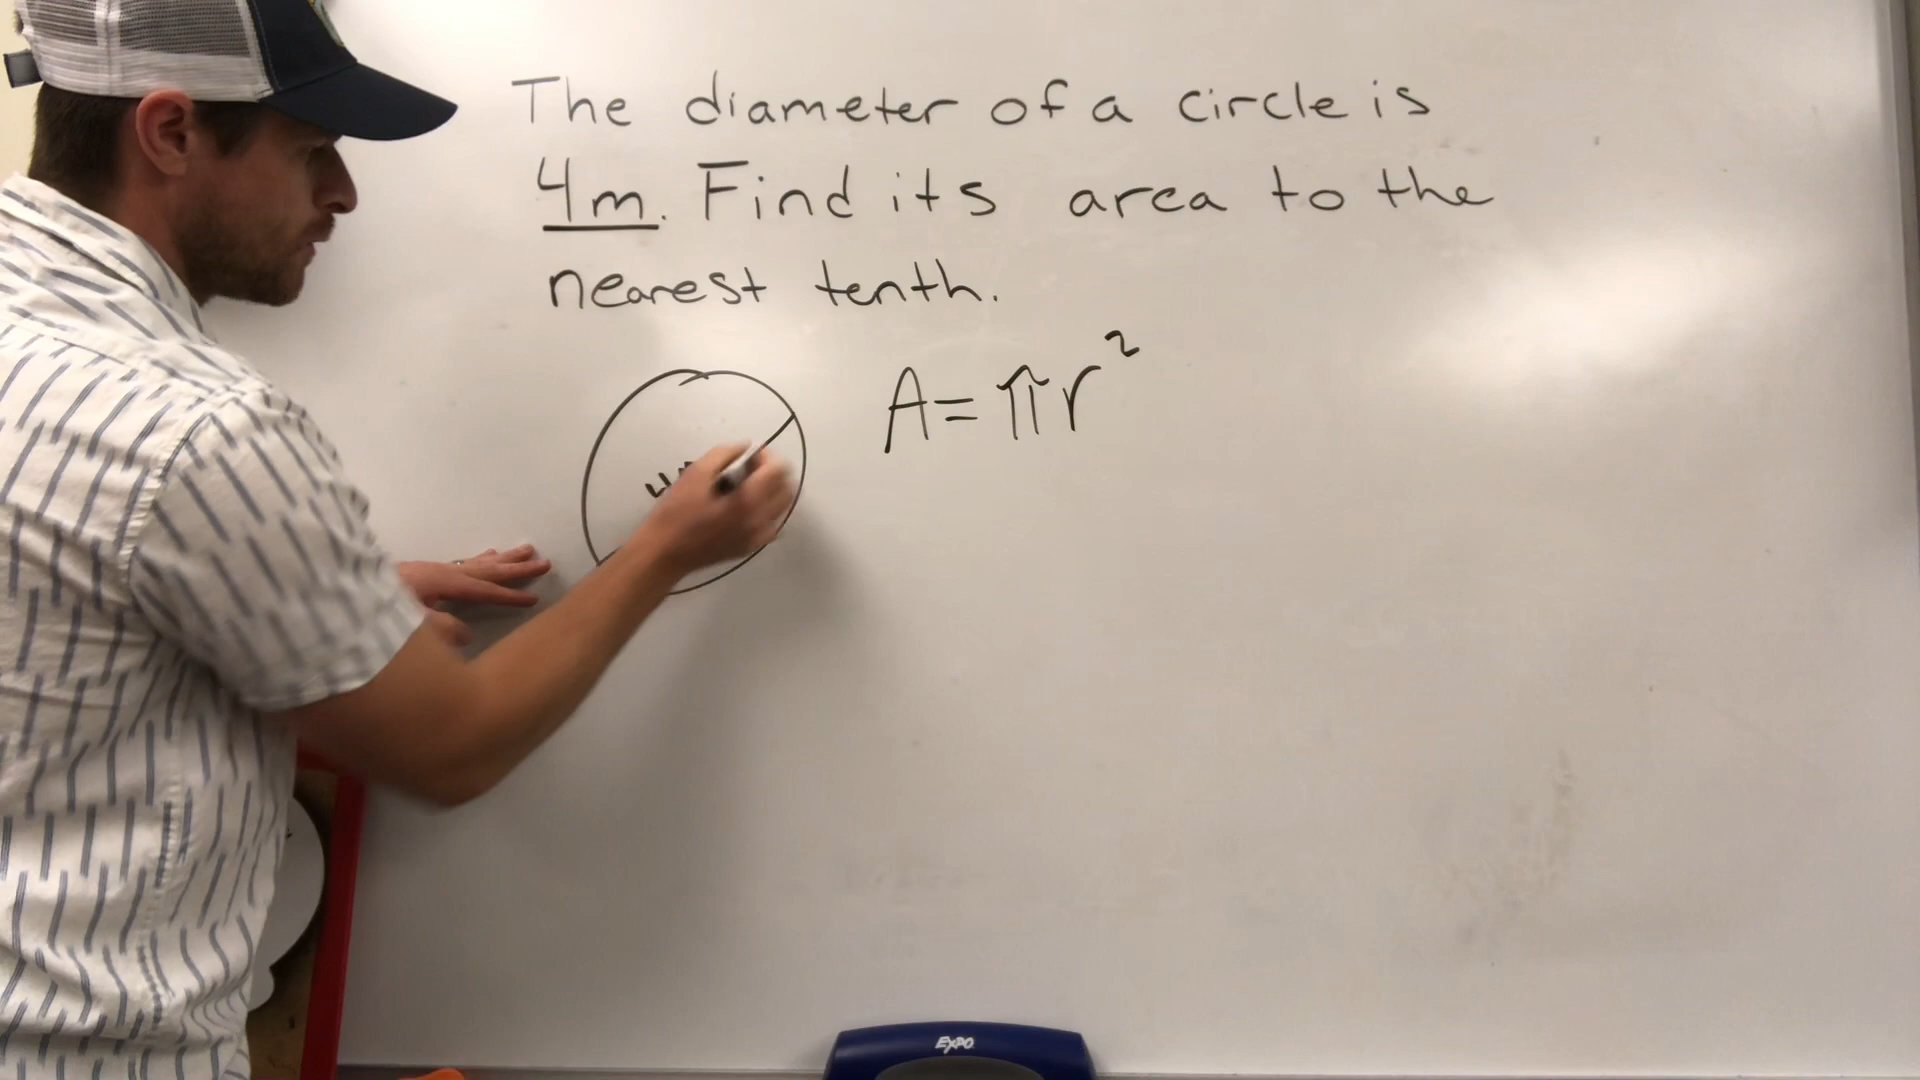 The diameter of a circle is
4m. Find its area to the
nearest tenth.
A = πr²
EXPO